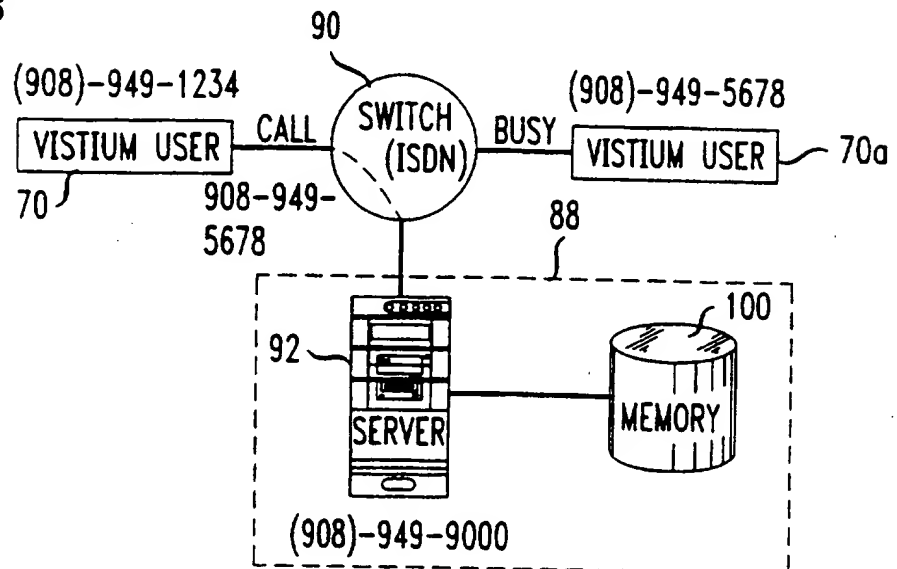 90
(908)-949-1234
(908)-949-5678
VISTIUM USER
CALL
SWITCH
(ISDN)
BUSY
VISTIUM USER
70a
70
908-949-
5678
88
92
100
SERVER
MEMORY
(908)-949-9000